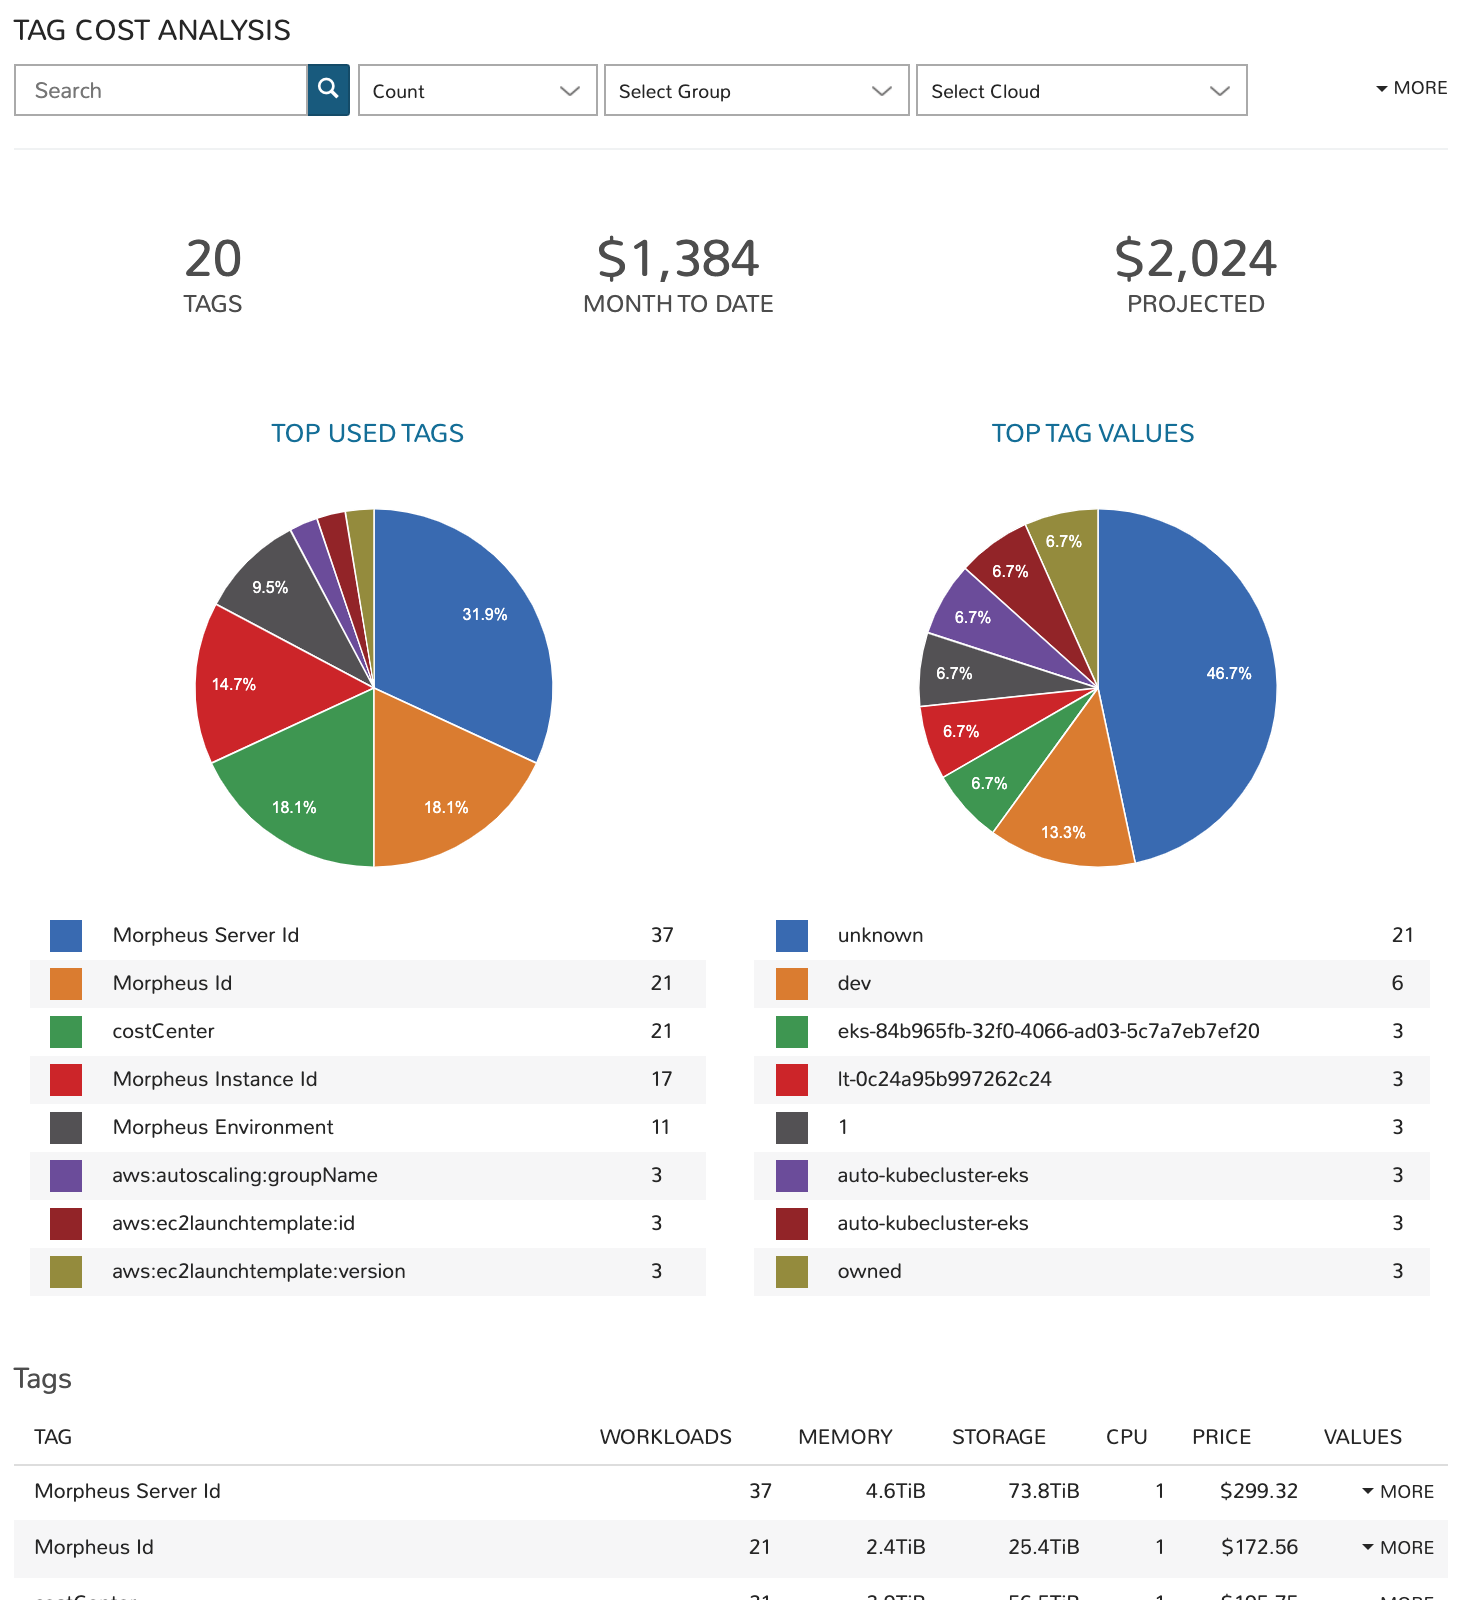 TAG COST ANALYSIS
Search Count Select Group Select Cloud MORE
20 $1,384 $2,024
TAGS MONTH TO DATE PROJECTED
TOP USED TAGS TOP TAG VALUES
31.9%
18.1%
18.1%
14.7%
9.5%
46.7%
13.3%
6.7%
6.7%
6.7%
6.7%
6.7%
6.7%
Morpheus Server Id 37
Morpheus Id 21
costCenter 21
Morpheus Instance Id 17
Morpheus Environment 11
aws:autoscaling:groupName 3
aws:ec2launchtemplate:id 3
aws:ec2launchtemplate:version 3
unknown 21
dev 6
eks-84b965fb-32f0-4066-ad03-5c7a7eb7ef20 3
lt-0c24a95b997262c24 3
1 3
auto-kubecluster-eks 3
auto-kubecluster-eks 3
owned 3
Tags
TAG WORKLOADS MEMORY STORAGE CPU PRICE VALUES
Morpheus Server Id 37 4.6TiB 73.8TiB 1 $299.32 MORE
Morpheus Id 21 2.4TiB 25.4TiB 1 $172.56 MORE